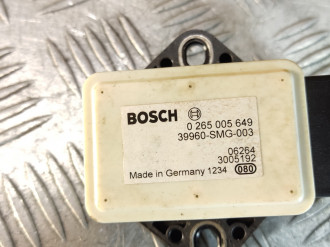 BOSCH
0 265 005 649
39960-SMG-003
06264
3005192
Made in Germany 1234 080